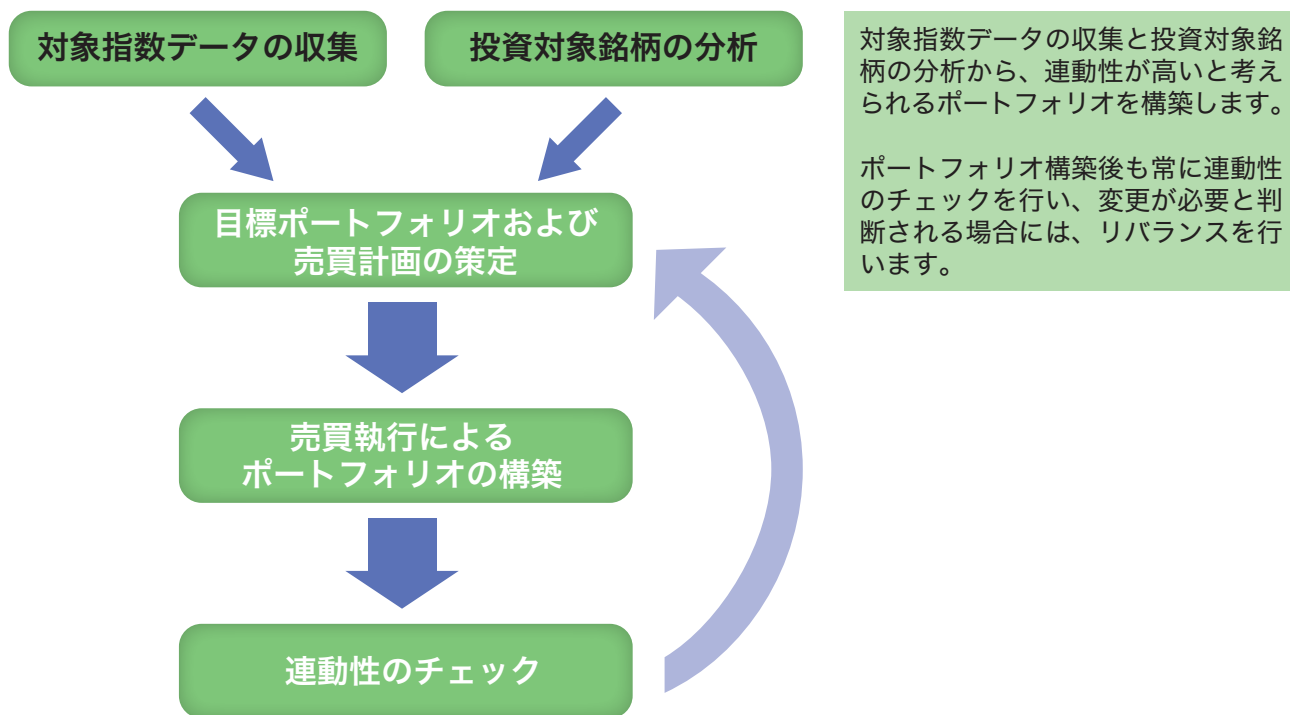 対象指数データの収集
投資対象銘柄の分析
目標ポートフォリオおよび
売買計画の策定
売買執行による
ポートフォリオの構築
連動性のチェック
対象指数データの収集と投資対象銘
柄の分析から、連動性が高いと考え
られるポートフォリオを構築します。
ポートフォリオ構築後も常に連動性
のチェックを行い、変更が必要と判
断される場合には、リバランスを行
います。